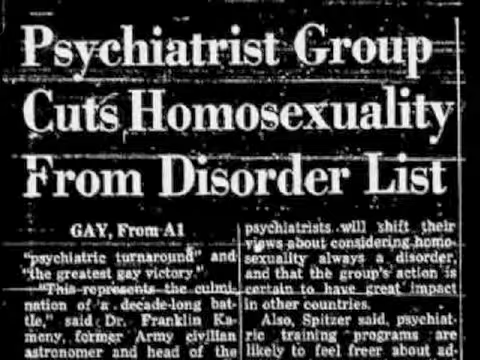 Psychiatrist Group
Cuts Homosexuality
From Disorder List
GAY, From A1
"psychiatric turnaround" and
"the greatest gay victory."
"This represents the culmi-
nation of a decade-long bat-
tle," said Dr. Franklin Ka-
meny, former Army civilian
astronomer and head of the
psychiatrists will shift their
views about considering homo-
sexuality always a disorder,
and that the group's action is
certain to have great impact
in other countries.
Also, Spitzer said, psychiat-
ric training programs are
likely to feel freer about ad-